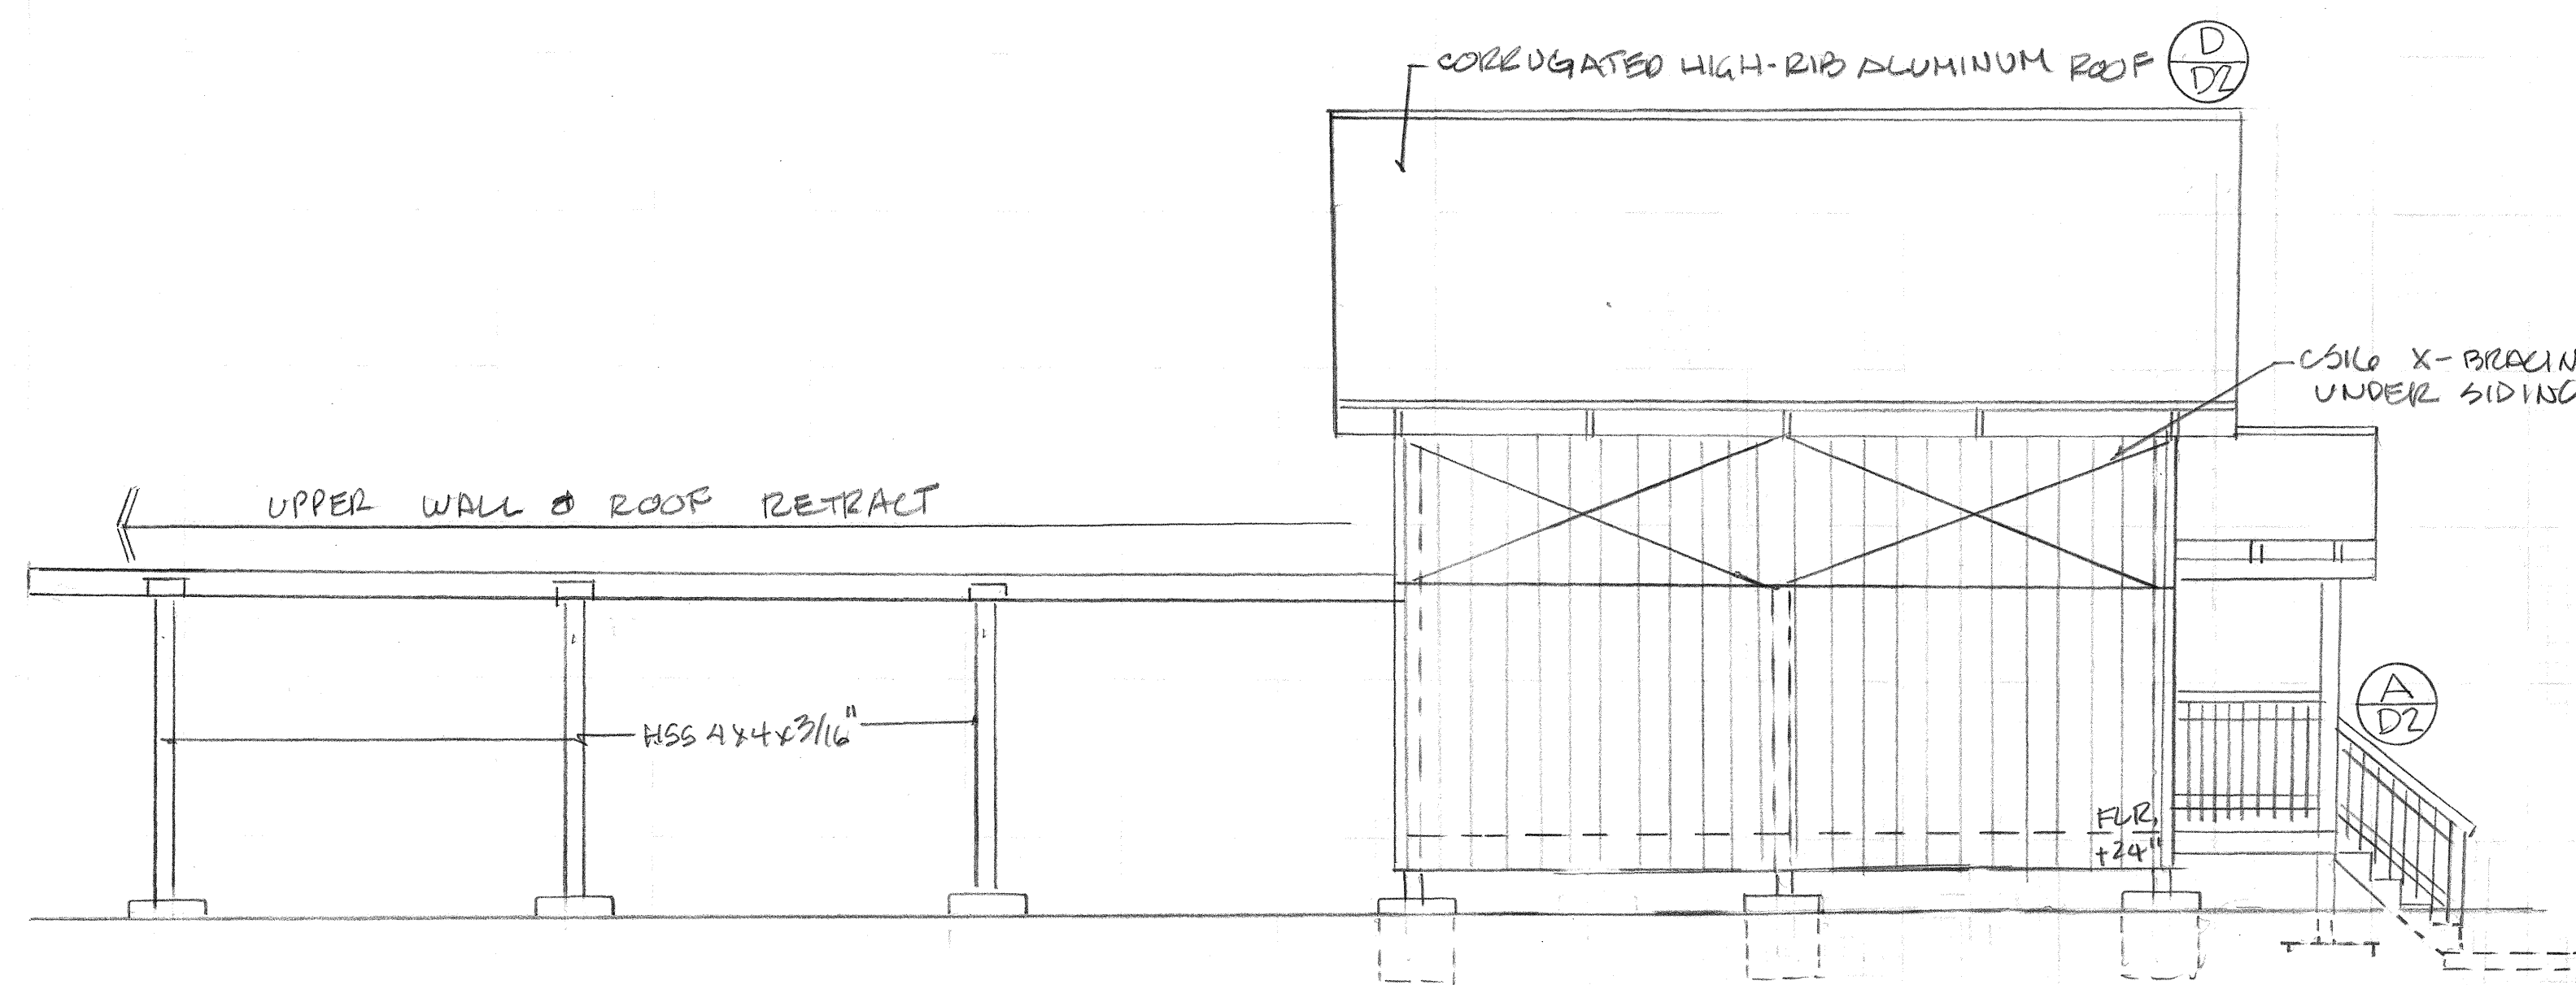 CORRUGATED HIGH-RIB ALUMINUM ROOF
D
D2
CS16 X-BRACIN
UNDER SIDING
UPPER WALL & ROOF RETRACT
HSS 4x4x3/16"
A
D2
FLR.
+24"